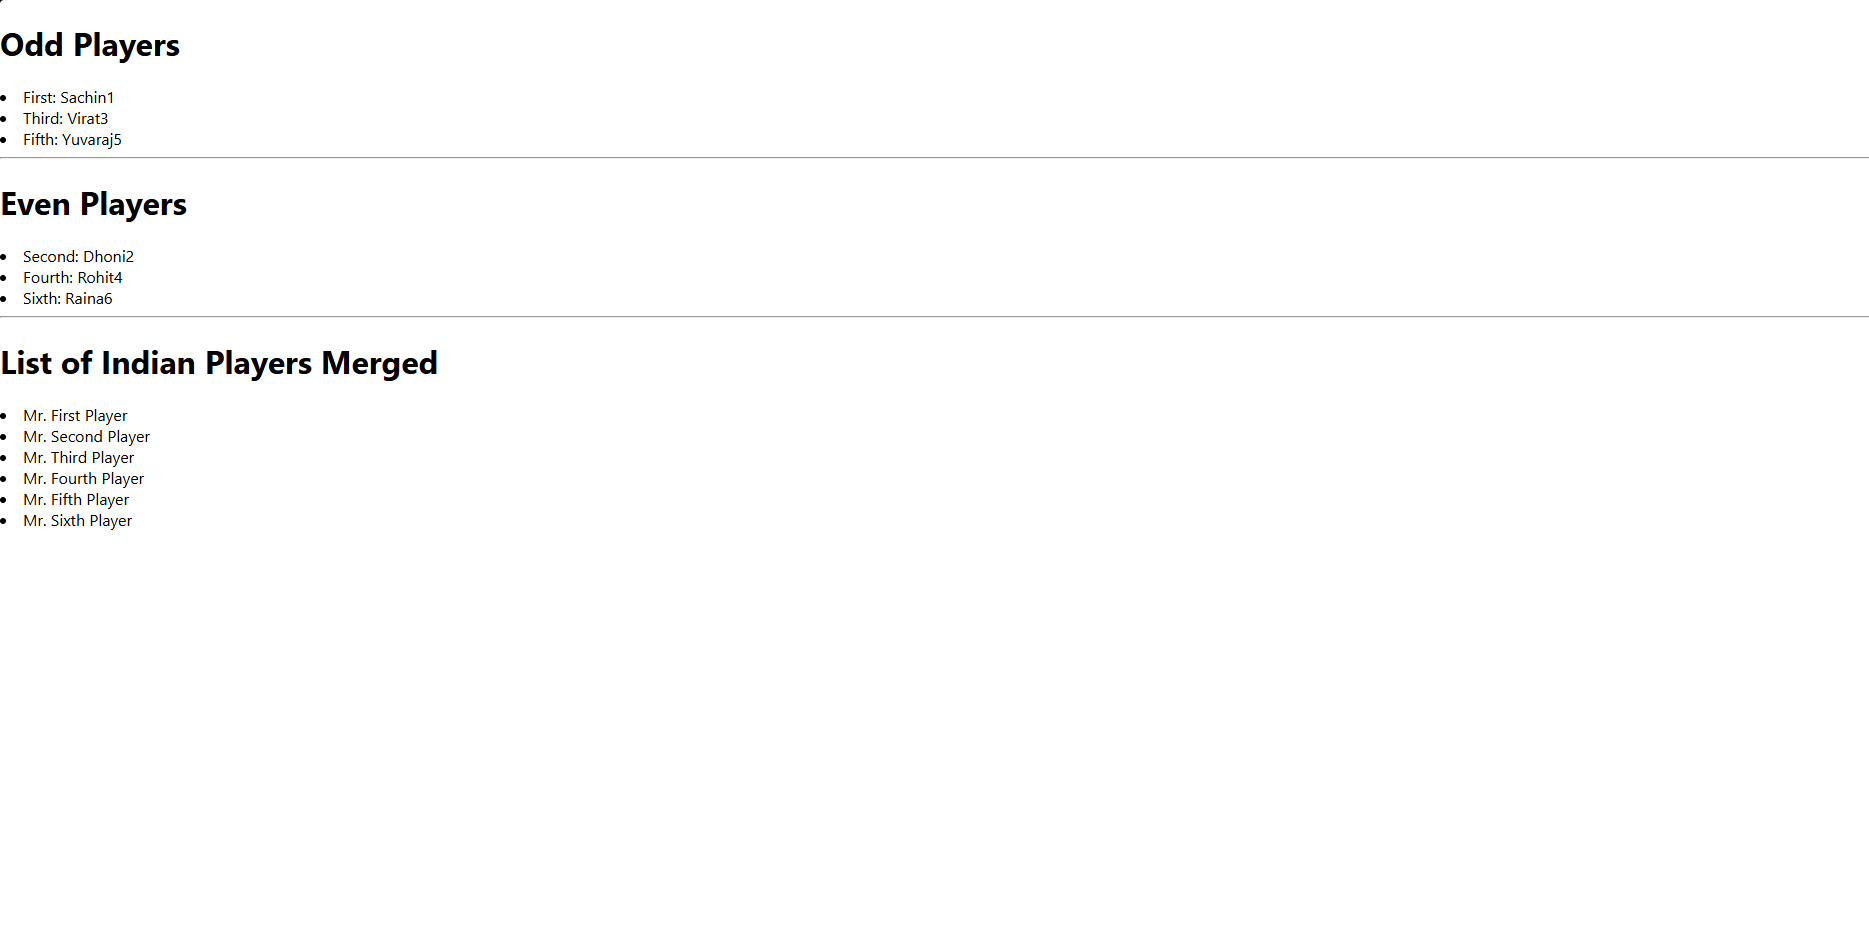 Odd Players
First: Sachin1
Third: Virat3
Fifth: Yuvaraj5
Even Players
Second: Dhoni2
Fourth: Rohit4
Sixth: Raina6
List of Indian Players Merged
Mr. First Player
Mr. Second Player
Mr. Third Player
Mr. Fourth Player
Mr. Fifth Player
Mr. Sixth Player